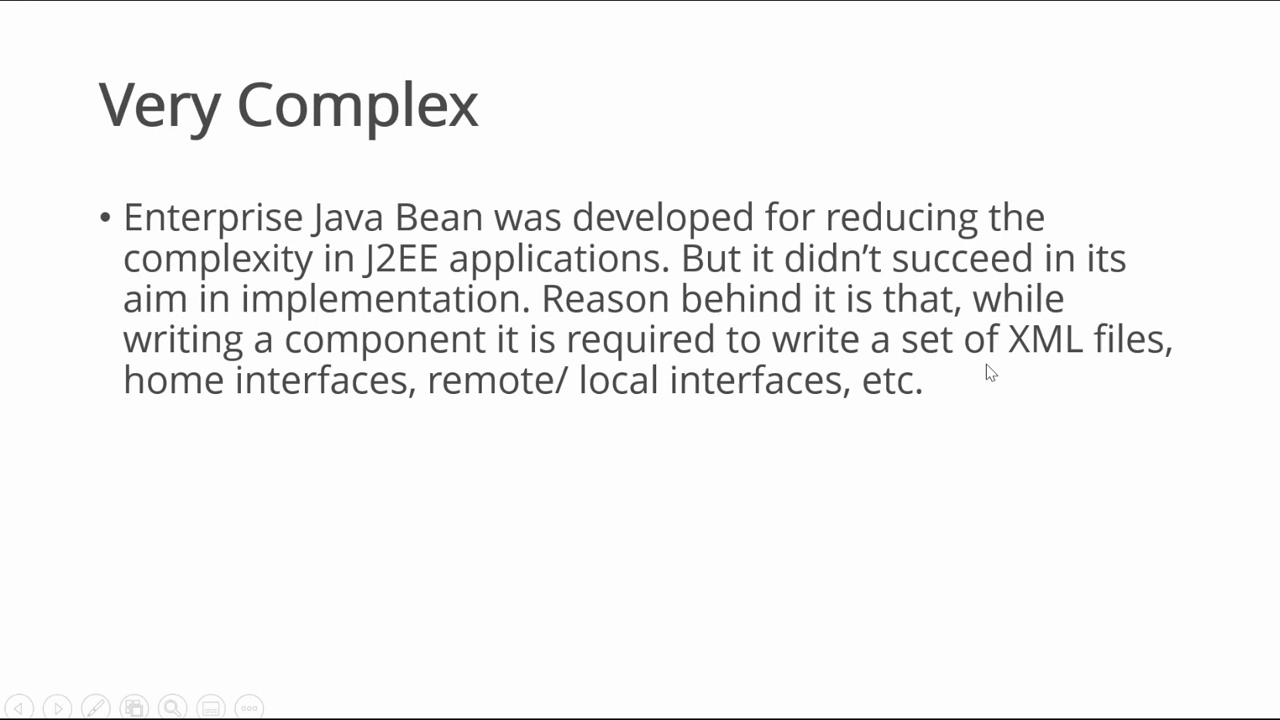 Very Complex
• Enterprise Java Bean was developed for reducing the
complexity in J2EE applications. But it didn’t succeed in its
aim in implementation. Reason behind it is that, while
writing a component it is required to write a set of XML files,
home interfaces, remote/ local interfaces, etc.